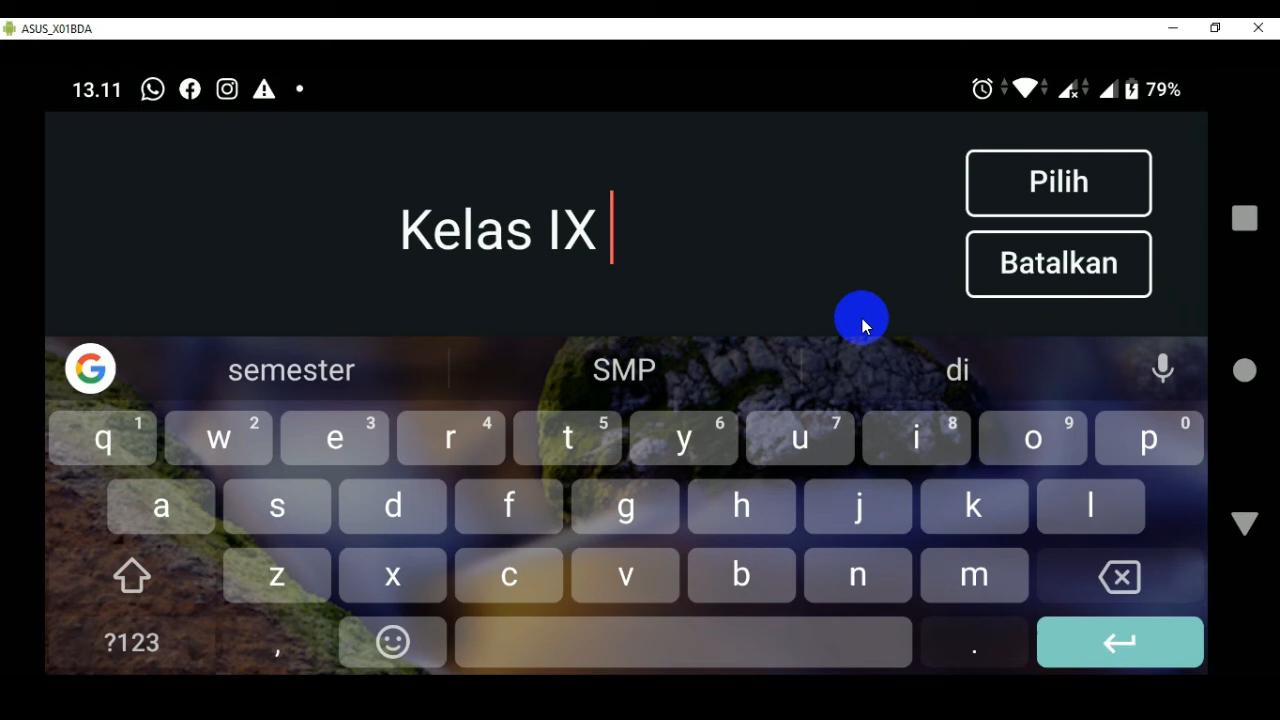 ASUS_X01BDA
13.11
79%
Pilih
Kelas IX
Batalkan
semester SMP di
q 1 w 2 e 3 r 4 t 5 y 6 u 7 i 8 o 9 p 0
a s d f g h j k l
z x c v b n m
?123 , .